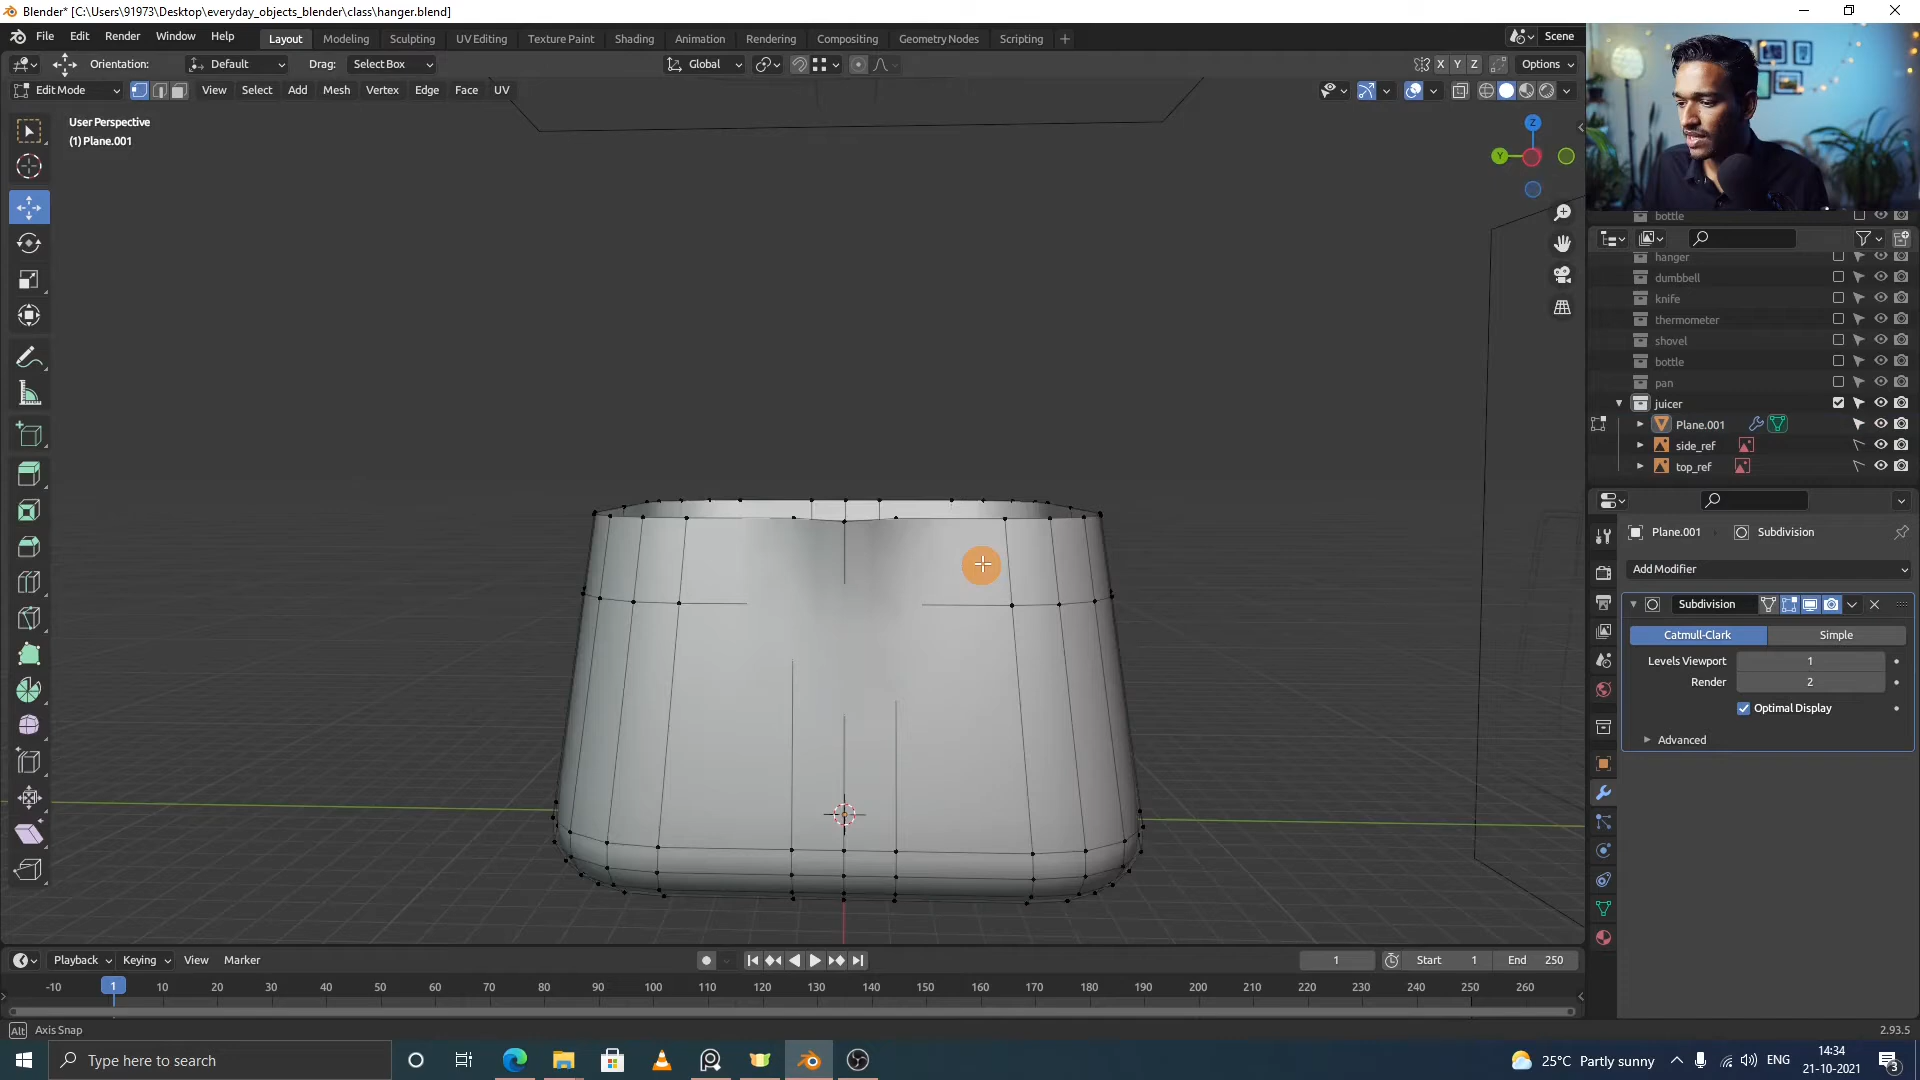 Blender* [C:\Users\91973\Desktop\everyday_objects_blender\class\hanger.blend]
File Edit Render Window Help Layout Modeling Sculpting UV Editing Texture Paint Shading Animation Rendering Compositing Geometry Nodes Scripting + Scene
Orientation: Default Drag: Select Box Global X Y Z Options
Edit Mode View Select Add Mesh Vertex Edge Face UV
User Perspective
(1) Plane.001
Z
Y
bottle
hanger
dumbbell
knife
thermometer
shovel
bottle
pan
juicer
Plane.001
side_ref
top_ref
Plane.001 Subdivision
Add Modifier
Subdivision
Catmull-Clark Simple
Levels Viewport 1
Render 2
Optimal Display
Advanced
Playback Keying View Marker 1 Start 1 End 250
-10 1 10 20 30 40 50 60 70 80 90 100 110 120 130 140 150 160 170 180 190 200 210 220 230 240 250 260
Alt Axis Snap 2.93.5
Type here to search 25°C Partly sunny ENG 14:34
21-10-2021 3